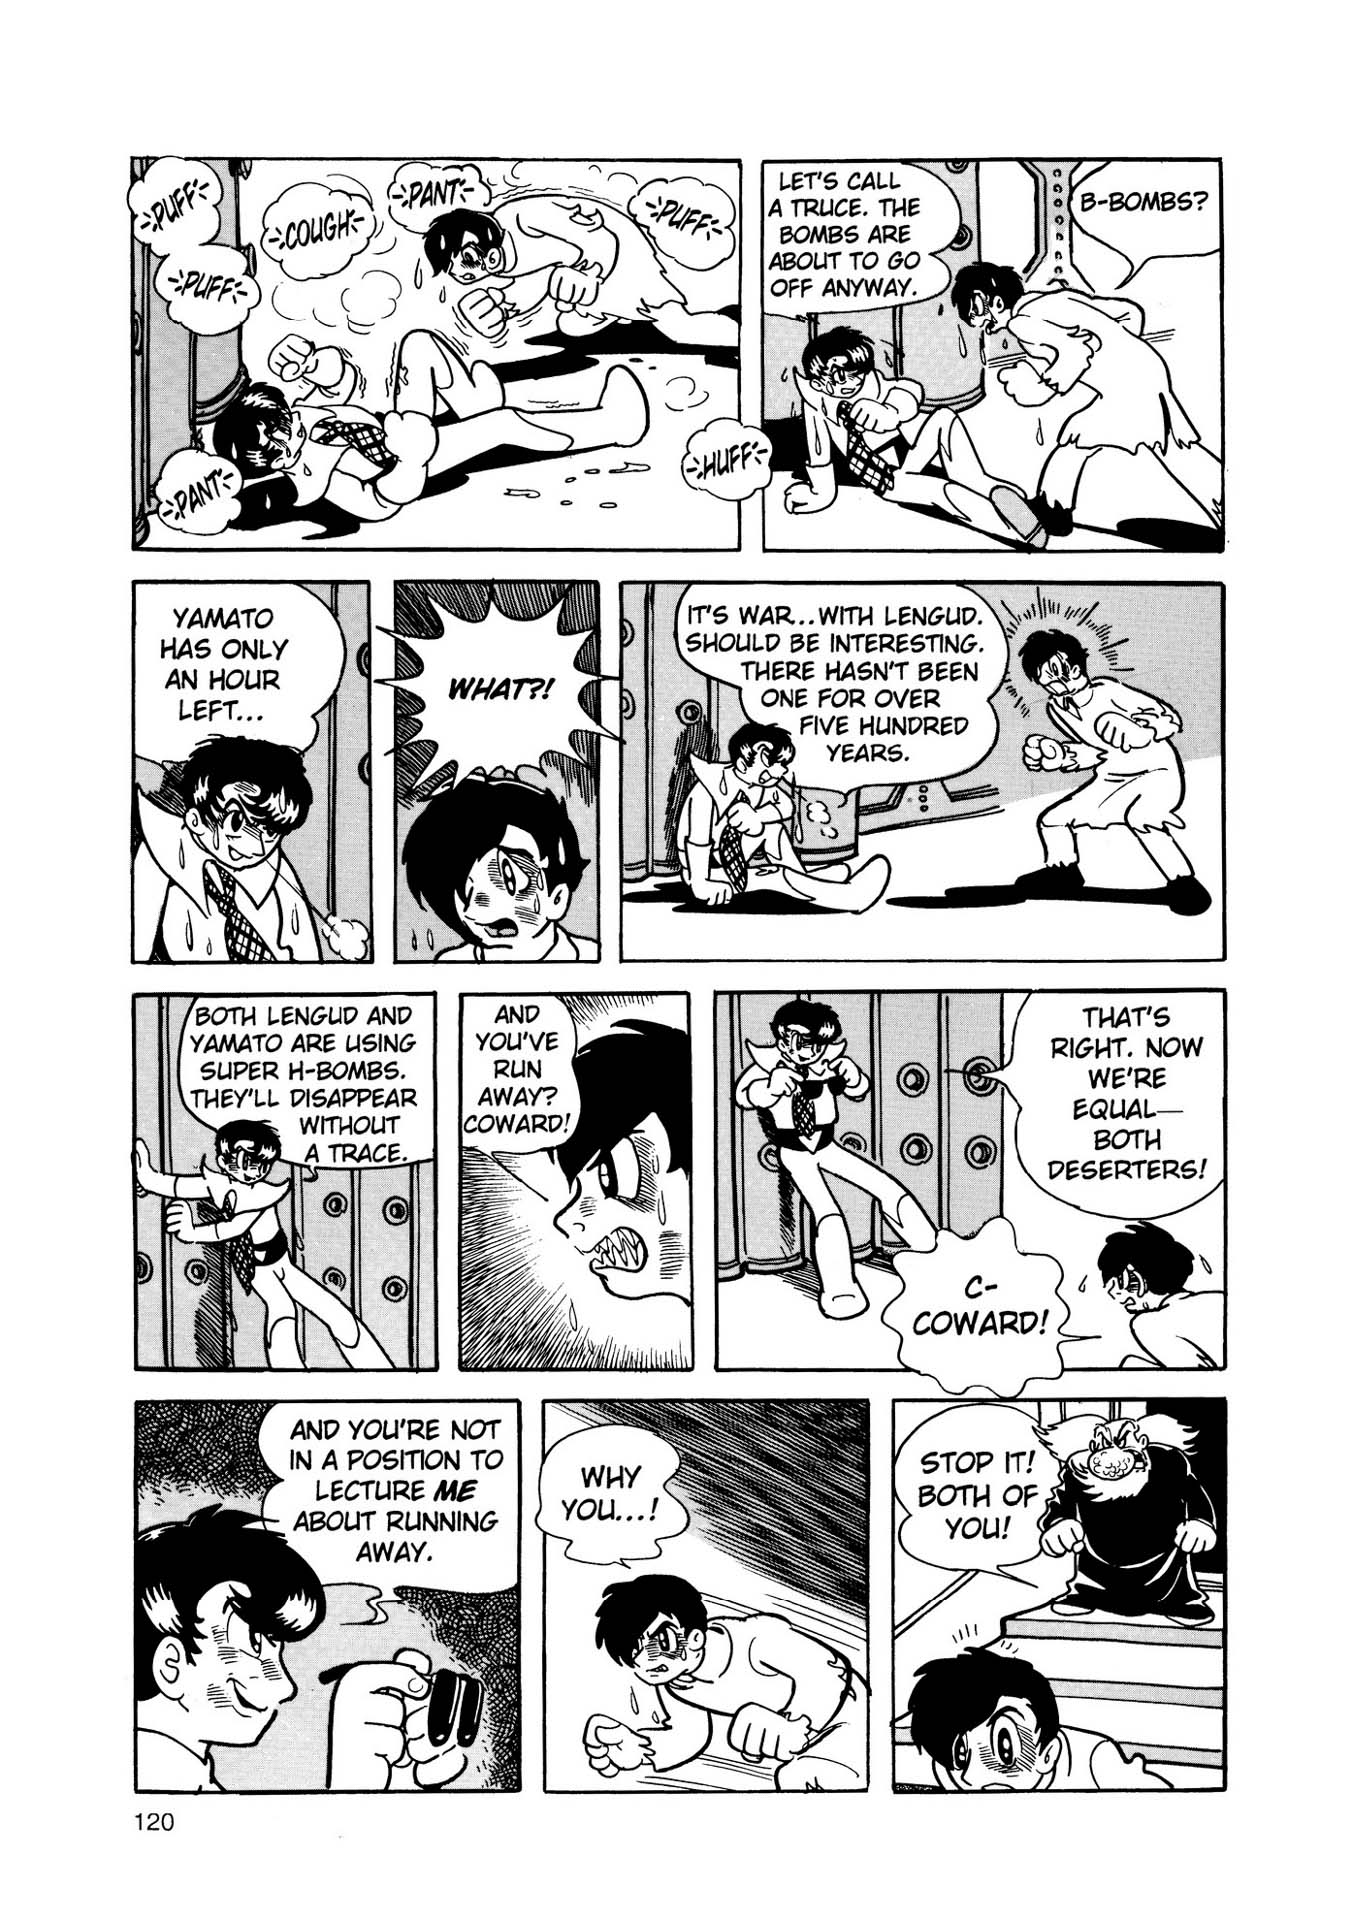 PUFF
PUFF
COUGH
PANT
PUFF
PANT
HUFF
LET'S CALL
A TRUCE. THE
BOMBS ARE
ABOUT TO GO
OFF ANYWAY.
B-BOMBS?
YAMATO
HAS ONLY
AN HOUR
LEFT...
WHAT?!
IT'S WAR...WITH LENGUD.
SHOULD BE INTERESTING.
THERE HASN'T BEEN
ONE FOR OVER
FIVE HUNDRED
YEARS.
BOTH LENGUD AND
YAMATO ARE USING
SUPER H-BOMBS.
THEY'LL DISAPPEAR
WITHOUT
A TRACE.
AND
YOU'VE
RUN
AWAY?
COWARD!
THAT'S
RIGHT. NOW
WE'RE
EQUAL—
BOTH
DESERTERS!
C-
COWARD!
AND YOU'RE NOT
IN A POSITION TO
LECTURE ME
ABOUT RUNNING
AWAY.
WHY
YOU...!
STOP IT!
BOTH OF
YOU!
120